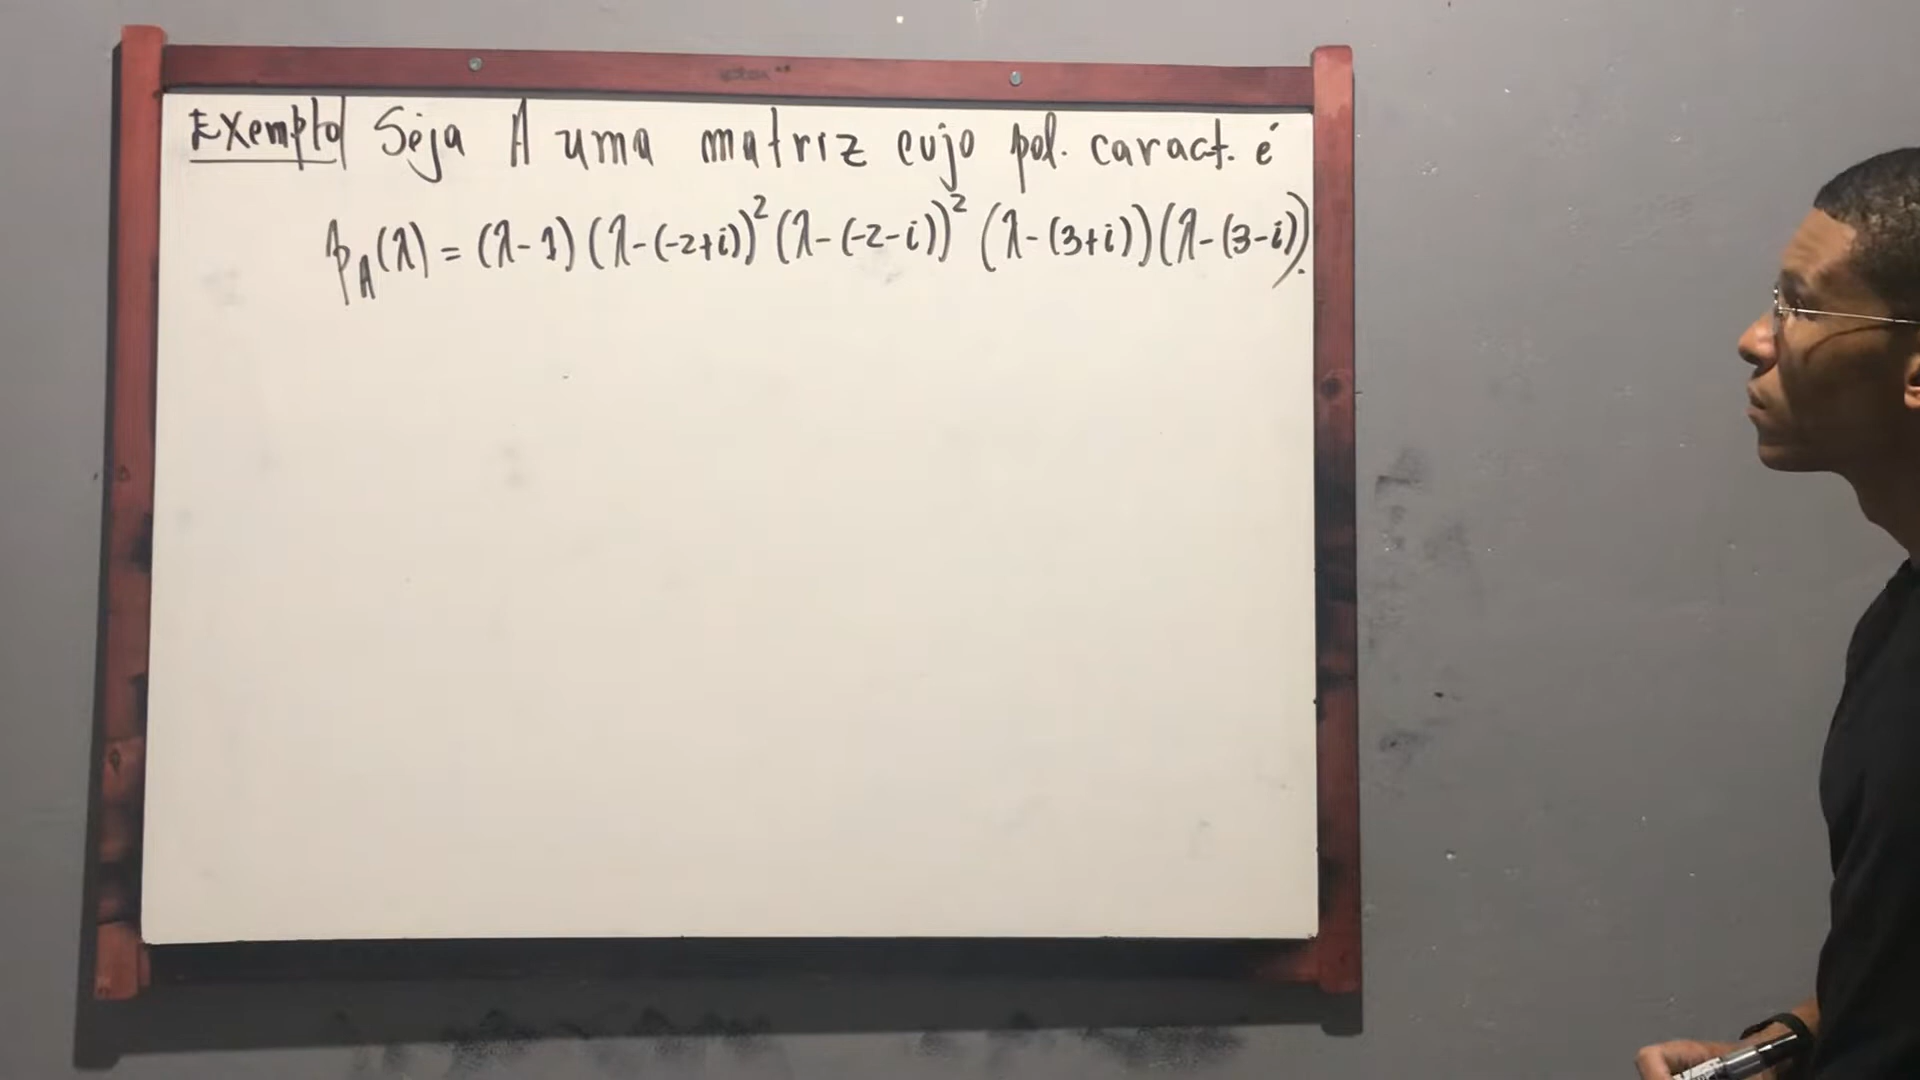 Exemplo Seja A uma matriz cujo pol. caract. é
p_A(λ) = (λ-1)(λ-(-2+i))²(λ-(-2-i))²(λ-(3+i))(λ-(3-i)).